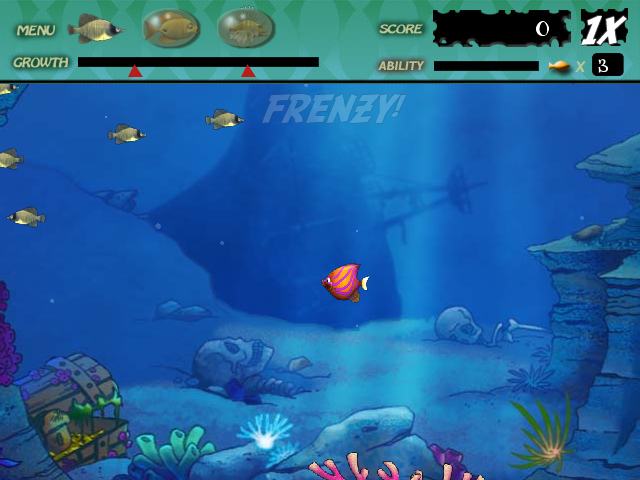 MENU
SCORE 0 1X
GROWTH
ABILITY X 3
FRENZY!